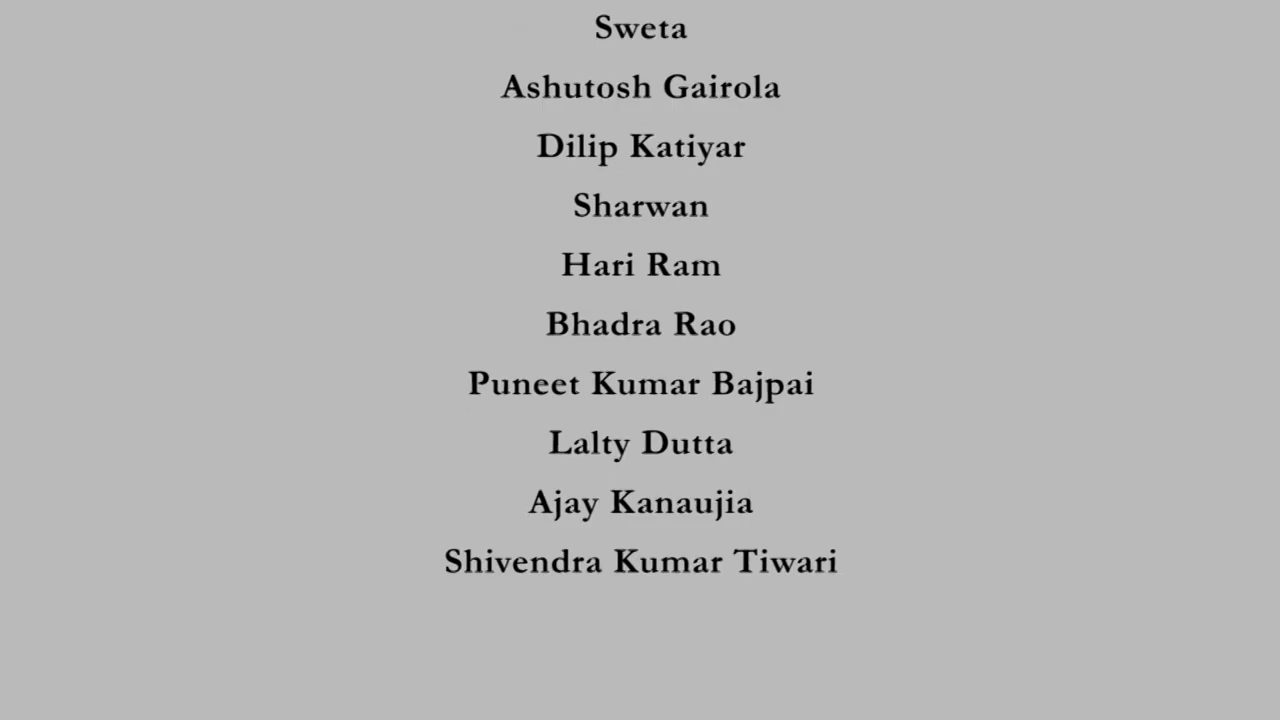 Sweta
Ashutosh Gairola
Dilip Katiyar
Sharwan
Hari Ram
Bhadra Rao
Puneet Kumar Bajpai
Lalty Dutta
Ajay Kanaujia
Shivendra Kumar Tiwari